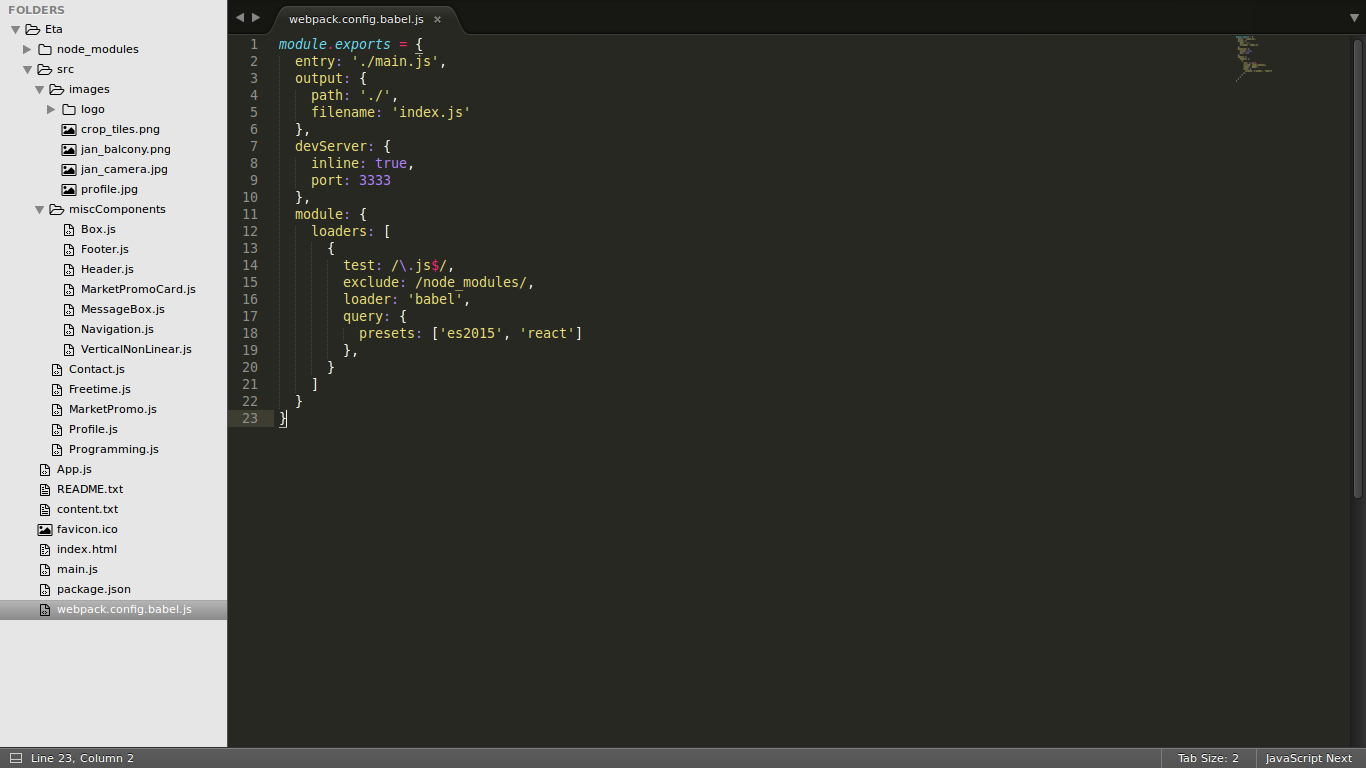 FOLDERS
Eta
node_modules
src
images
logo
crop_tiles.png
jan_balcony.png
jan_camera.jpg
profile.jpg
miscComponents
Box.js
Footer.js
Header.js
MarketPromoCard.js
MessageBox.js
Navigation.js
VerticalNonLinear.js
Contact.js
Freetime.js
MarketPromo.js
Profile.js
Programming.js
App.js
README.txt
content.txt
favicon.ico
index.html
main.js
package.json
webpack.config.babel.js
webpack.config.babel.js ×
1 module.exports = {
2   entry: './main.js',
3   output: {
4     path: './',
5     filename: 'index.js'
6   },
7   devServer: {
8     inline: true,
9     port: 3333
10   },
11   module: {
12     loaders: [
13       {
14         test: /\.js$/,
15         exclude: /node_modules/,
16         loader: 'babel',
17         query: {
18           presets: ['es2015', 'react']
19         },
20       }
21     ]
22   }
23 }
Line 23, Column 2
Tab Size: 2
JavaScript Next